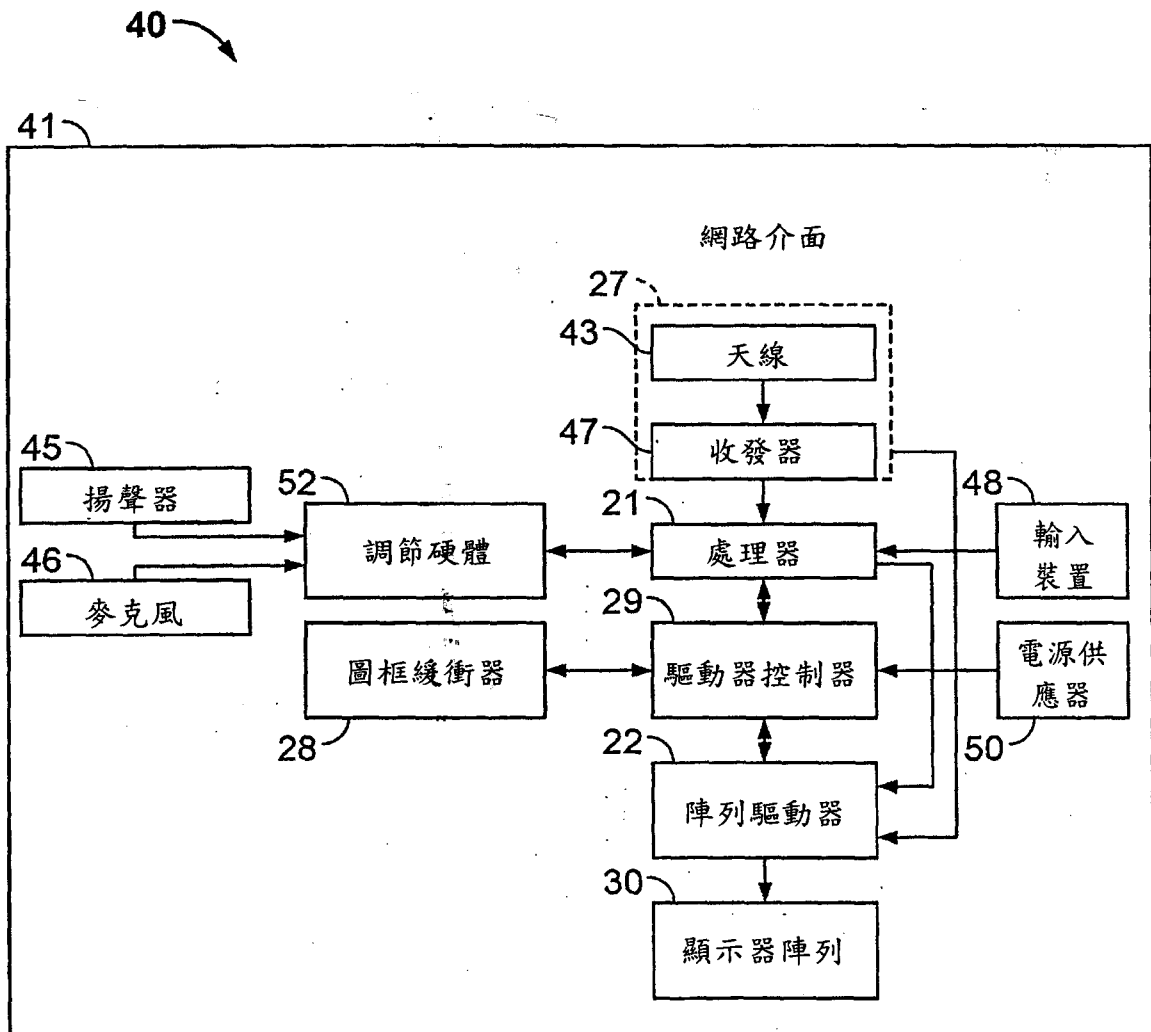 40
41
網路介面
27
43
天線
47
收發器
45
揚聲器
52
調節硬體
46
麥克風
21
處理器
48
輸入
裝置
29
驅動器控制器
圖框緩衝器
28
電源供
應器
50
22
陣列驅動器
30
顯示器陣列